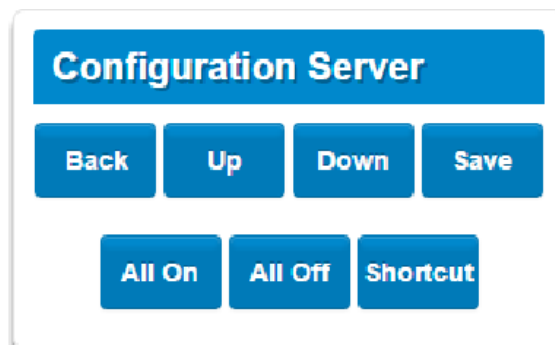 Configuration Server
Back Up Down Save
All On All Off Shortcut